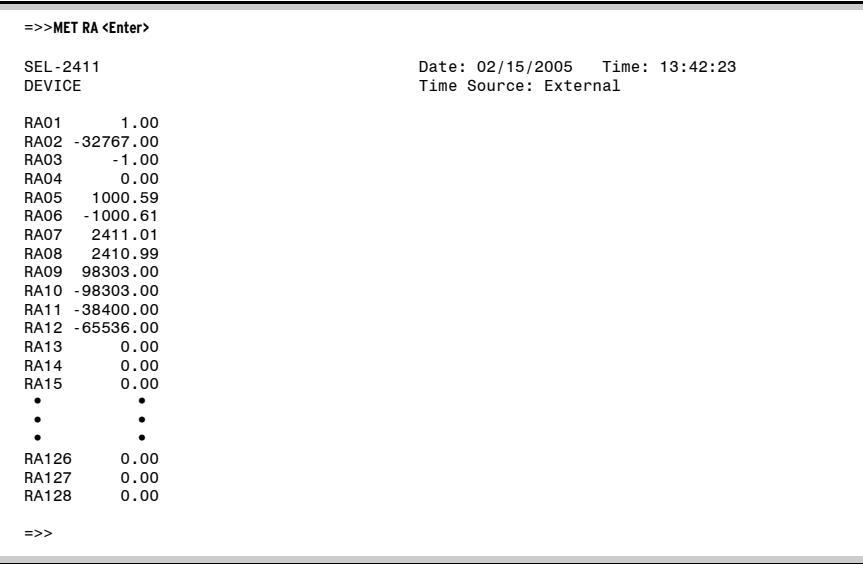 =>>MET RA <Enter>
SEL-2411 Date: 02/15/2005 Time: 13:42:23
DEVICE Time Source: External
RA01 1.00
RA02 -32767.00
RA03 -1.00
RA04 0.00
RA05 1000.59
RA06 -1000.61
RA07 2411.01
RA08 2410.99
RA09 98303.00
RA10 -98303.00
RA11 -38400.00
RA12 -65536.00
RA13 0.00
RA14 0.00
RA15 0.00
• •
• •
• •
RA126 0.00
RA127 0.00
RA128 0.00
=>>